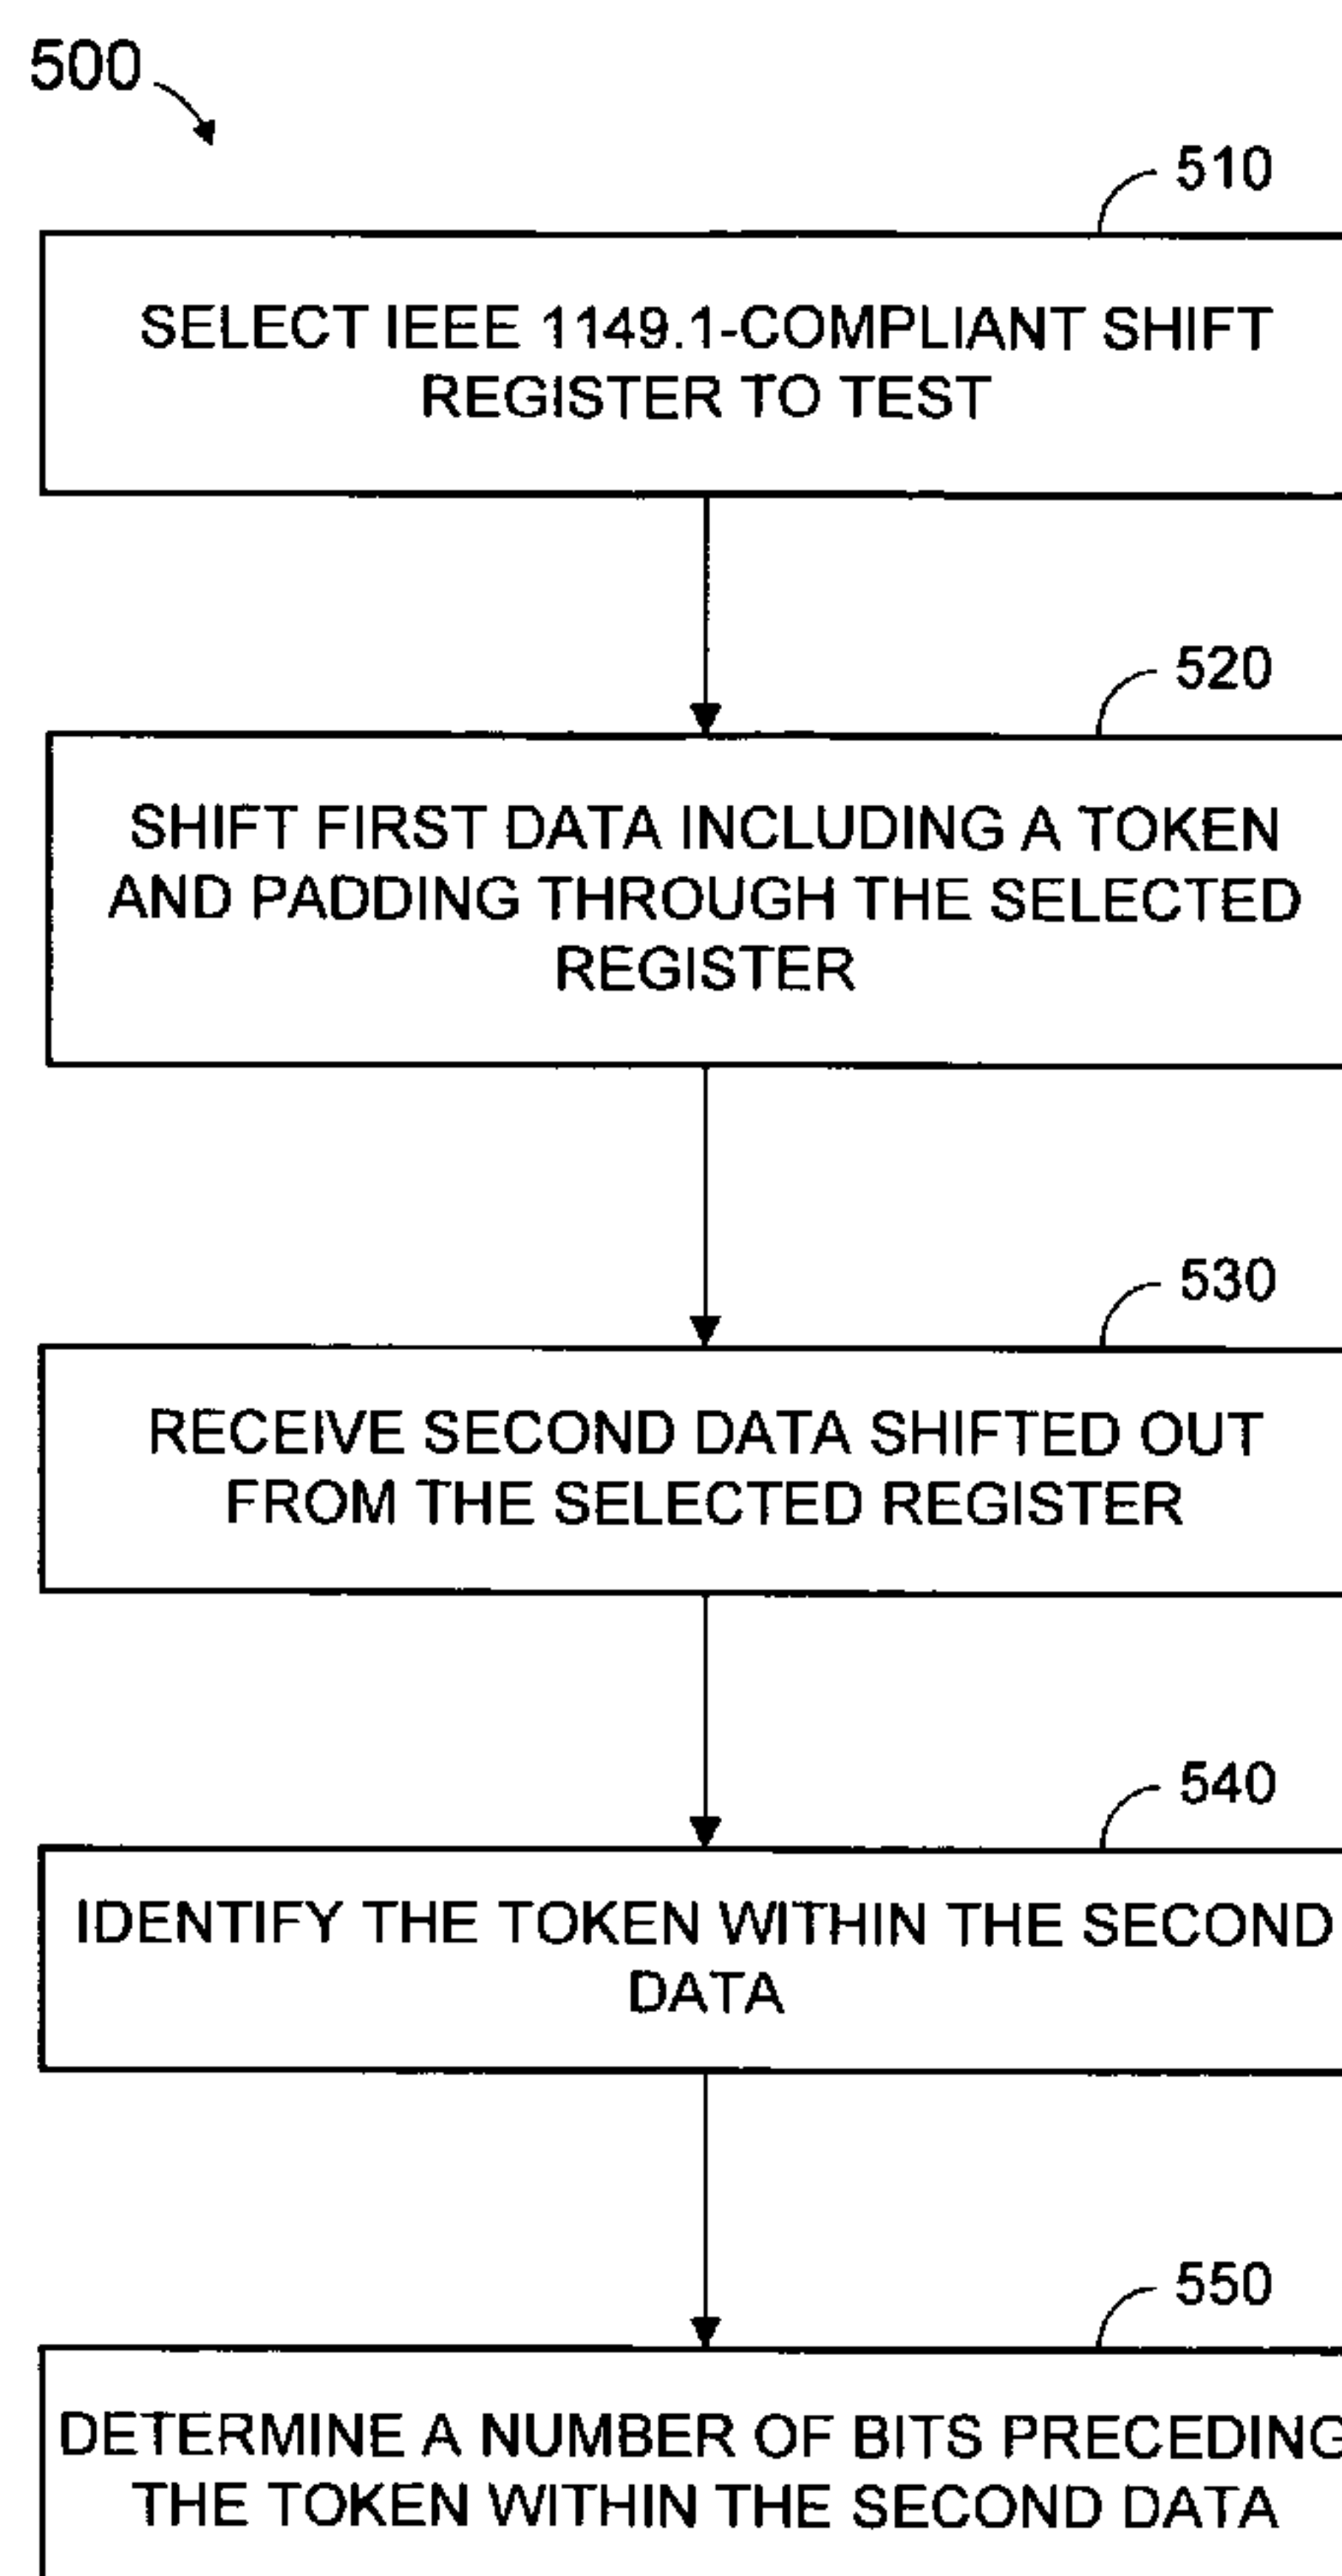 500
510
SELECT IEEE 1149.1-COMPLIANT SHIFT
REGISTER TO TEST
520
SHIFT FIRST DATA INCLUDING A TOKEN
AND PADDING THROUGH THE SELECTED
REGISTER
530
RECEIVE SECOND DATA SHIFTED OUT
FROM THE SELECTED REGISTER
540
IDENTIFY THE TOKEN WITHIN THE SECOND
DATA
550
DETERMINE A NUMBER OF BITS PRECEDING
THE TOKEN WITHIN THE SECOND DATA